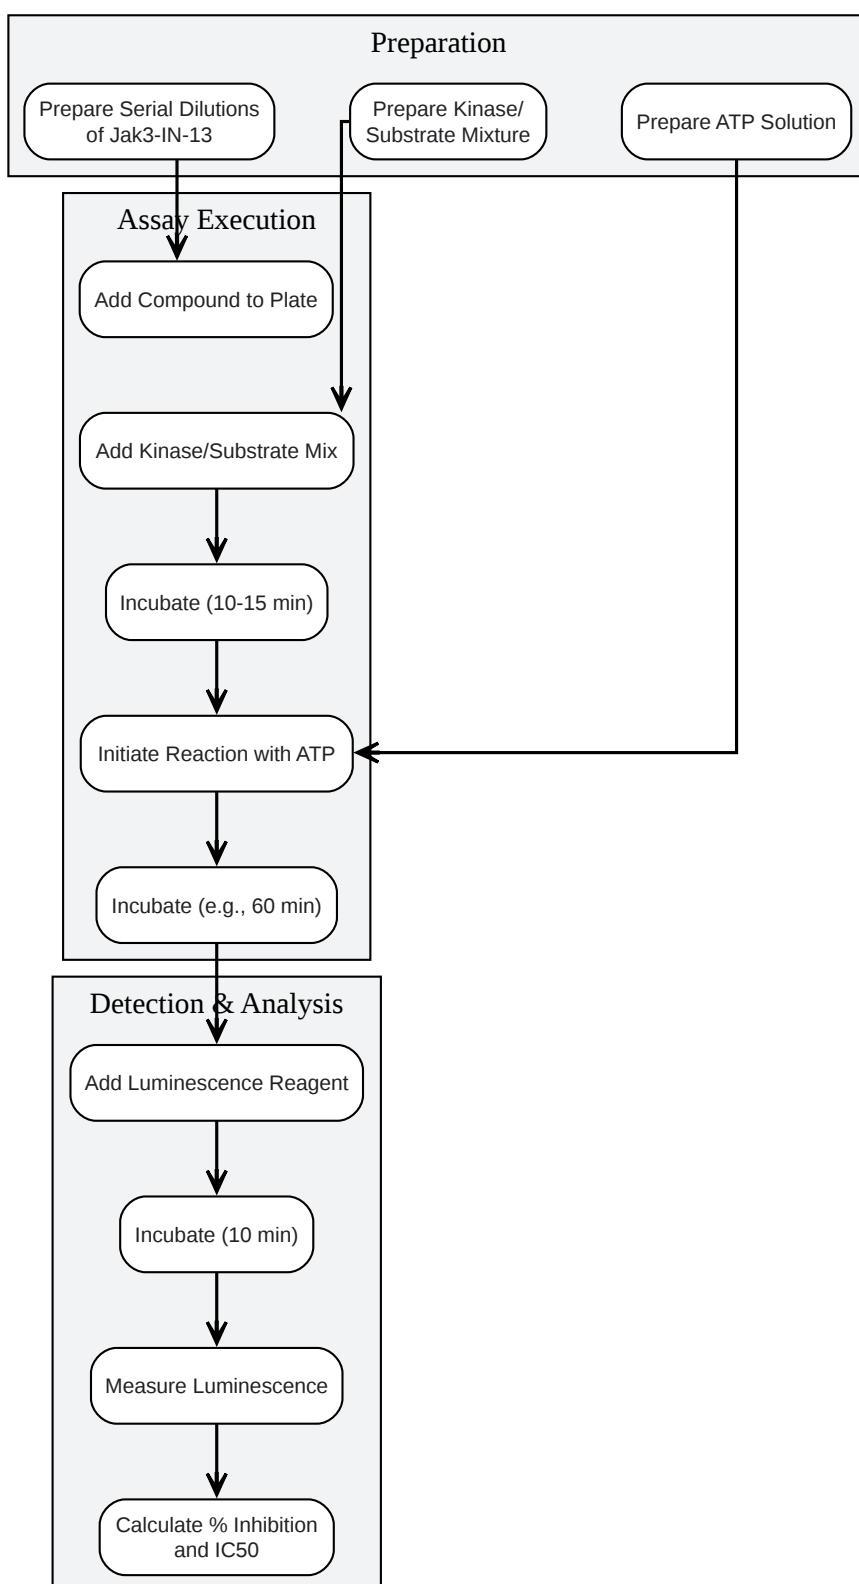 Preparation
Prepare Serial Dilutions
of Jak3-IN-13
Prepare Kinase/
Substrate Mixture
Prepare ATP Solution
Assay Execution
Add Compound to Plate
Add Kinase/Substrate Mix
Incubate (10-15 min)
Initiate Reaction with ATP
Incubate (e.g., 60 min)
Detection & Analysis
Add Luminescence Reagent
Incubate (10 min)
Measure Luminescence
Calculate % Inhibition
and IC50